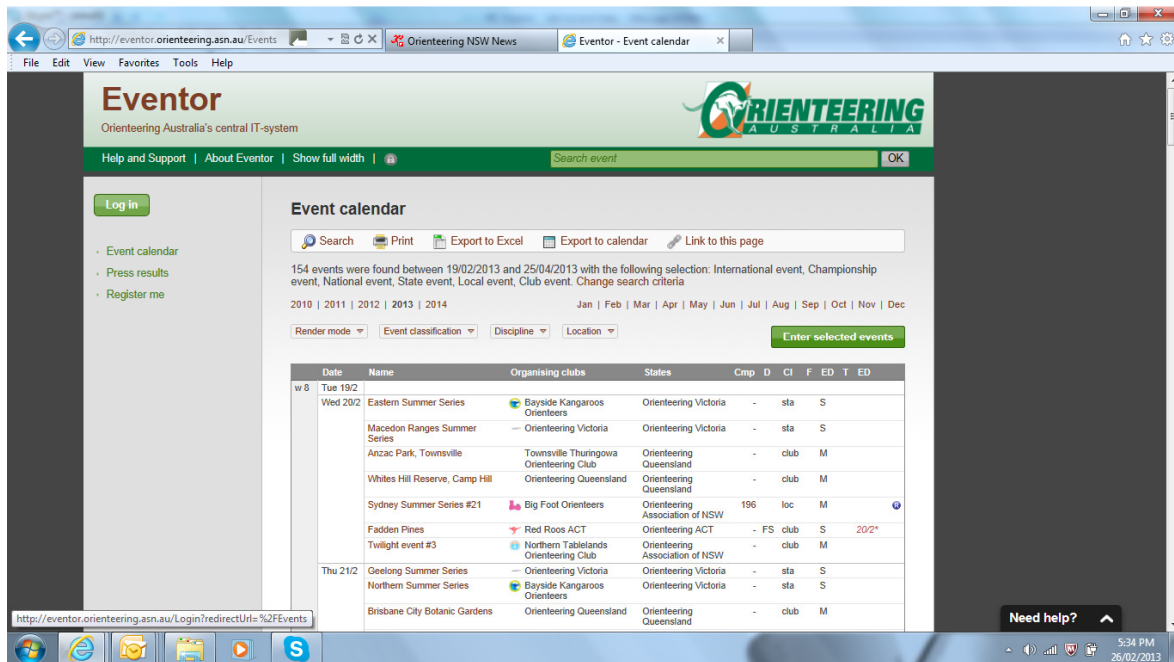 http://eventor.orienteering.asn.au/Events
Orienteering NSW News
Eventor - Event calendar
File Edit View Favorites Tools Help
Eventor
Orienteering Australia's central IT-system
ORIENTEERING
AUSTRALIA
Help and Support | About Eventor | Show full width |
Search event
OK
Log in
Event calendar
Press results
Register me
Event calendar
Search Print Export to Excel Export to calendar Link to this page
154 events were found between 19/02/2013 and 25/04/2013 with the following selection: International event, Championship
event, National event, State event, Local event, Club event. Change search criteria
2010 | 2011 | 2012 | 2013 | 2014 Jan | Feb | Mar | Apr | May | Jun | Jul | Aug | Sep | Oct | Nov | Dec
Render mode Event classification Discipline Location
Enter selected events
Date Name Organising clubs States Cmp D Cl F ED T ED
w 8 Tue 19/2
Wed 20/2 Eastern Summer Series Bayside Kangaroos Orienteering Victoria - sta S
Orienteers
Macedon Ranges Summer Orienteering Victoria Orienteering Victoria - sta S
Series
Anzac Park, Townsville Townsville Thuringowa Orienteering - club M
Orienteering Club Queensland
Whites Hill Reserve, Camp Hill Orienteering Queensland Orienteering - club M
Queensland
Sydney Summer Series #21 Big Foot Orienteers Orienteering 196 loc M R
Association of NSW
Fadden Pines Red Roos ACT Orienteering ACT - FS club S 20/2*
Twilight event #3 Northern Tablelands Orienteering - club M
Orienteering Club Association of NSW
Thu 21/2 Geelong Summer Series Orienteering Victoria Orienteering Victoria - sta S
Northern Summer Series Bayside Kangaroos Orienteering Victoria - sta S
Orienteers
Brisbane City Botanic Gardens Orienteering Queensland Orienteering - club M
Queensland
http://eventor.orienteering.asn.au/Login?redirectUrl=%2FEvents
Need help?
5:34 PM
26/02/2013